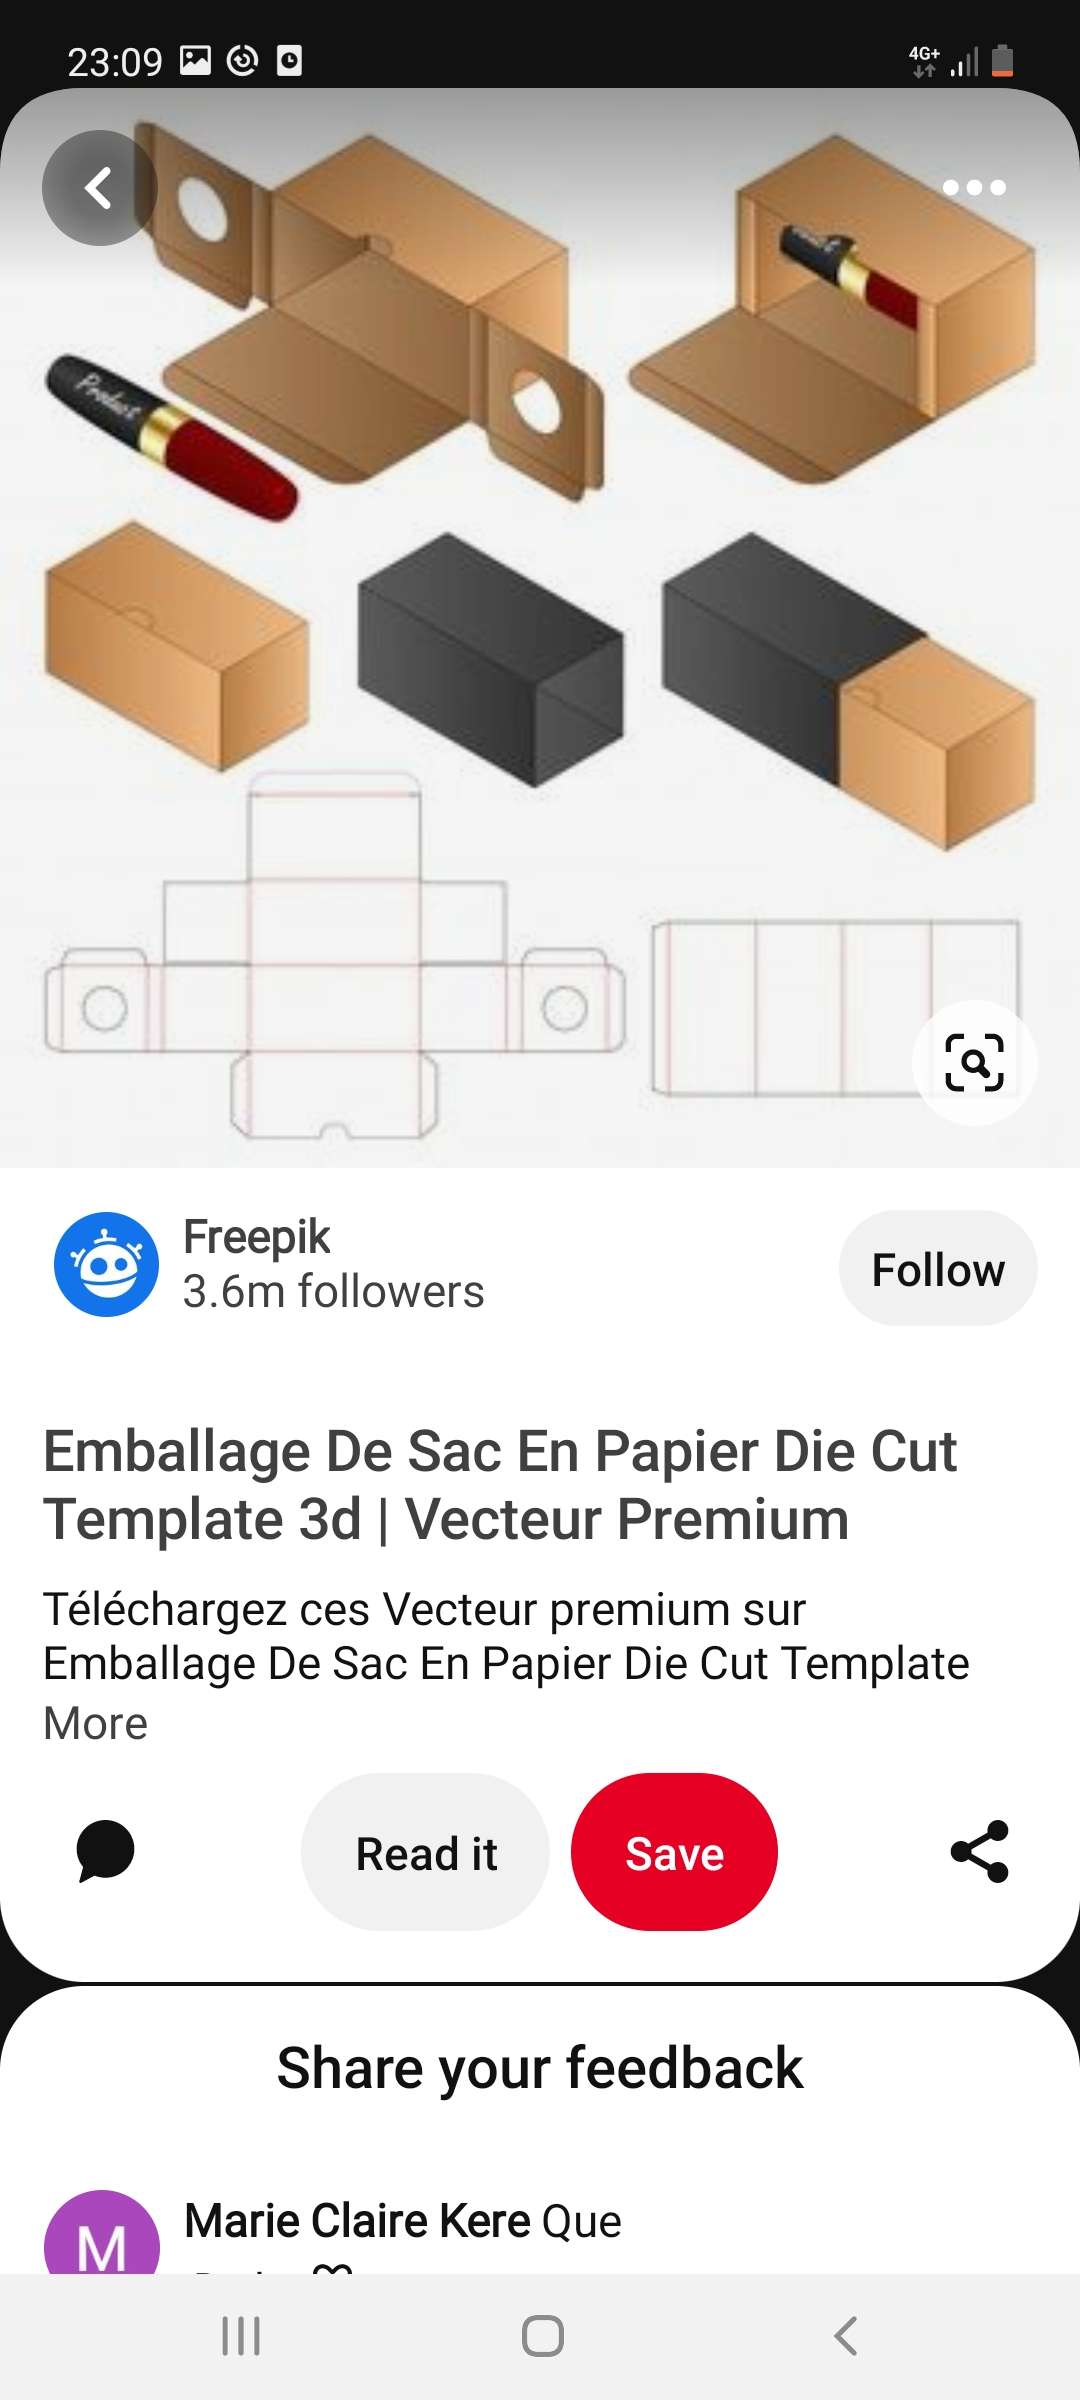 23:09
4G+
Product
Freepik
3.6m followers
Follow
Emballage De Sac En Papier Die Cut
Template 3d | Vecteur Premium
Téléchargez ces Vecteur premium sur
Emballage De Sac En Papier Die Cut Template
More
Read it
Save
Share your feedback
M
Marie Claire Kere Que